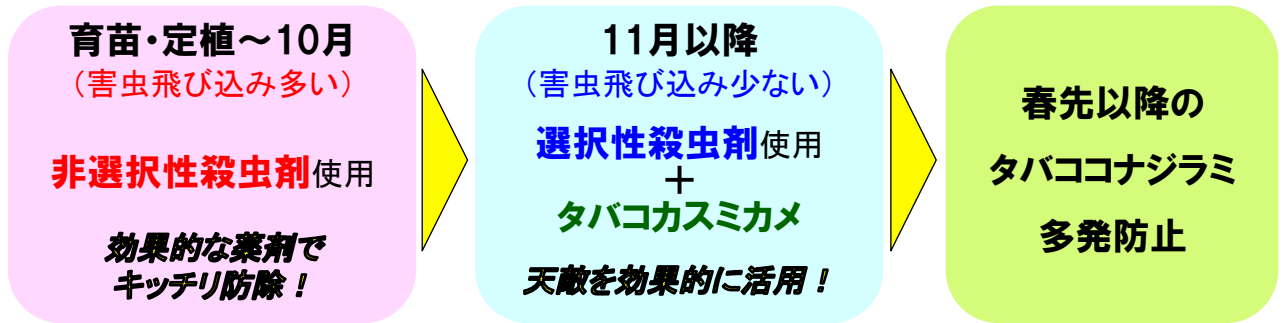 育苗・定植～10月
（害虫飛び込み多い）
非選択性殺虫剤使用
効果的な薬剤で
キッチリ防除！
11月以降
（害虫飛び込み少ない）
選択性殺虫剤使用
＋
タバコカスミカメ
天敵を効果的に活用！
春先以降の
タバココナジラミ
多発防止